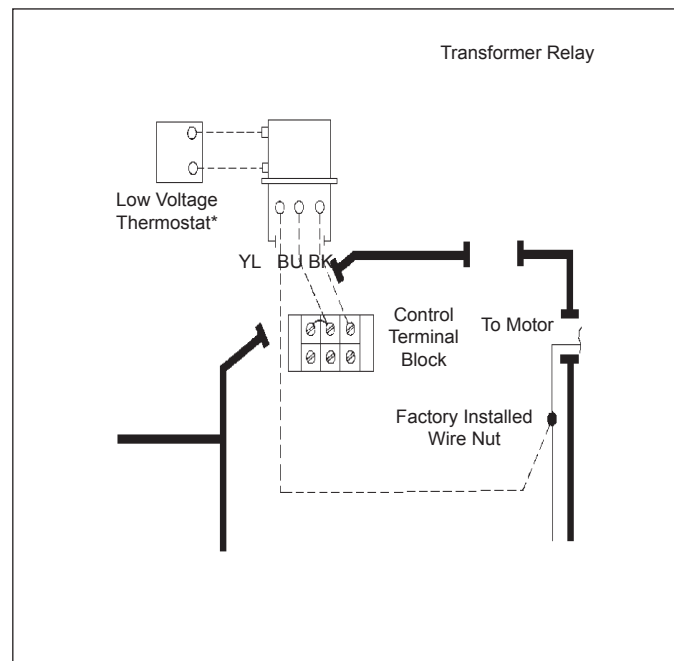 Transformer Relay
Low Voltage
Thermostat*
YL BU BK
Control
Terminal
Block
To Motor
Factory Installed
Wire Nut